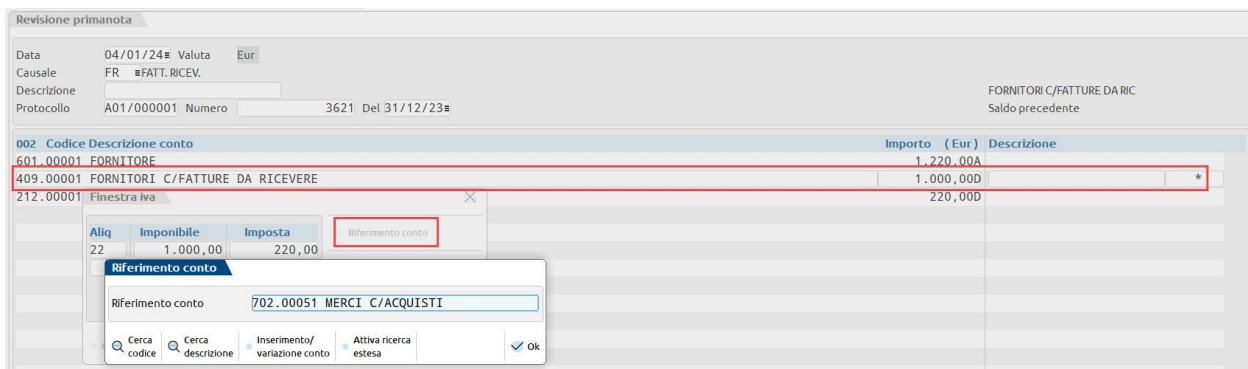 Revisione primanota
Data 04/01/24 Valuta Eur
Causale FR FATT. RICEV.
Descrizione FORNITORI C/FATTURE DA RIC
Protocollo A01/000001 Numero 3621 Del 31/12/23 Saldo precedente
002 Codice Descrizione conto Importo (Eur) Descrizione
601.00001 FORNITORE 1.220,00A
409.00001 FORNITORI C/FATTURE DA RICEVERE 1.000,00D *
212.00001 Finestra iva 220,00D
Aliq Imponibile Imposta Riferimento conto
22 1.000,00 220,00
Riferimento conto
Riferimento conto 702.00051 MERCI C/ACQUISTI
Cerca codice Cerca descrizione Inserimento/ variazione conto Attiva ricerca estesa Ok